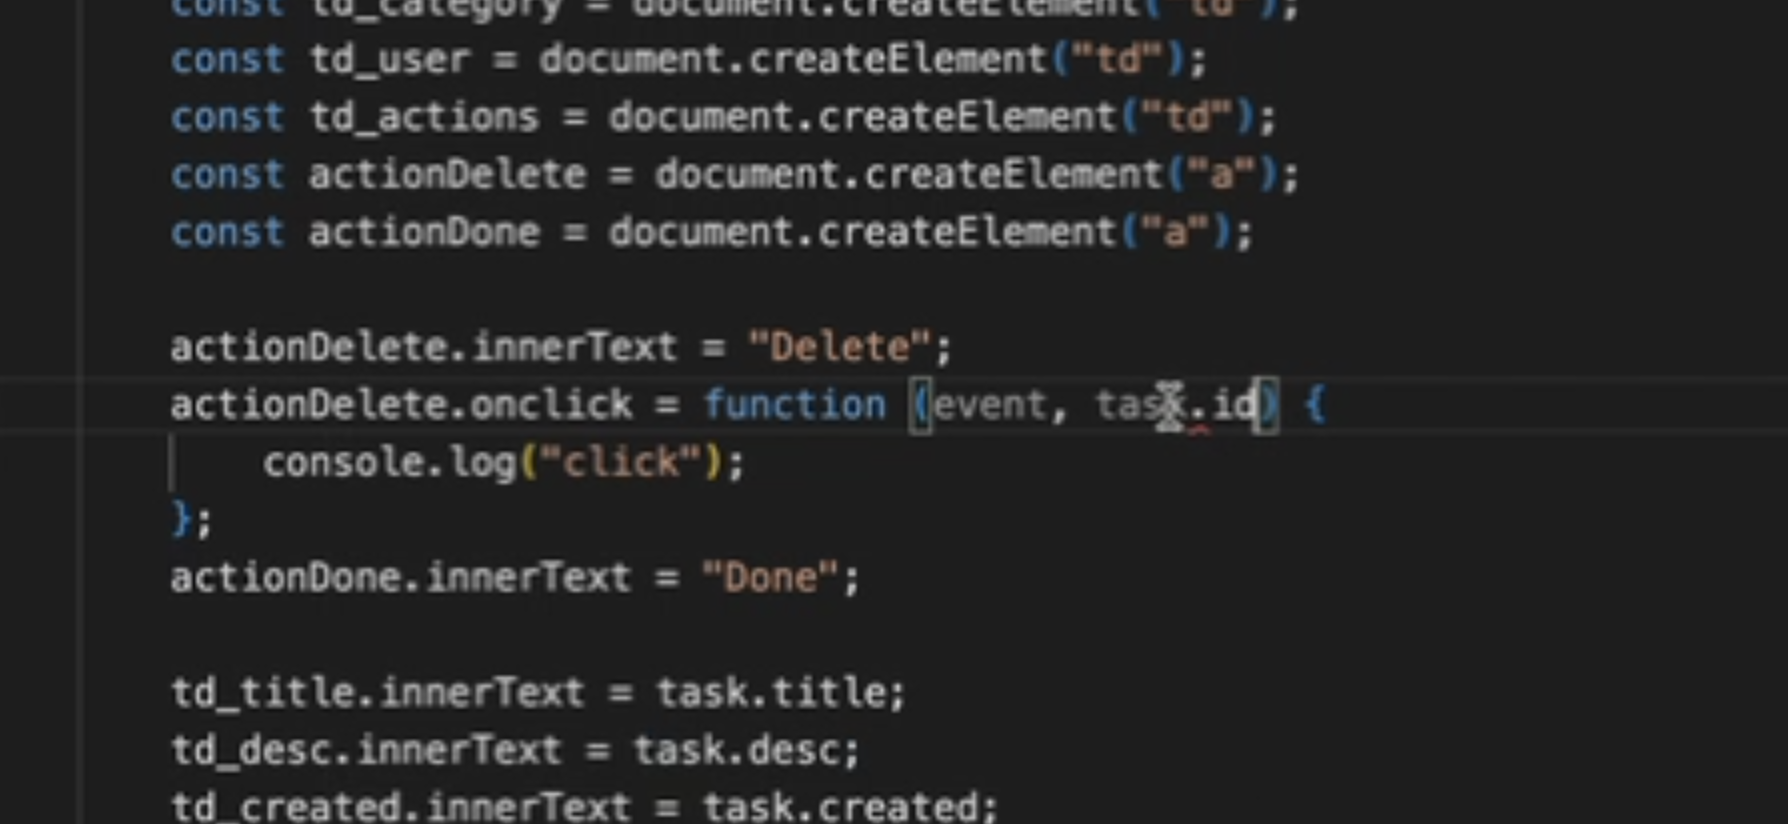 const td_category = document.createElement("td");
const td_user = document.createElement("td");
const td_actions = document.createElement("td");
const actionDelete = document.createElement("a");
const actionDone = document.createElement("a");
actionDelete.innerText = "Delete";
actionDelete.onclick = function (event, task.id) {
console.log("click");
};
actionDone.innerText = "Done";
td_title.innerText = task.title;
td_desc.innerText = task.desc;
td_created.innerText = task.created;